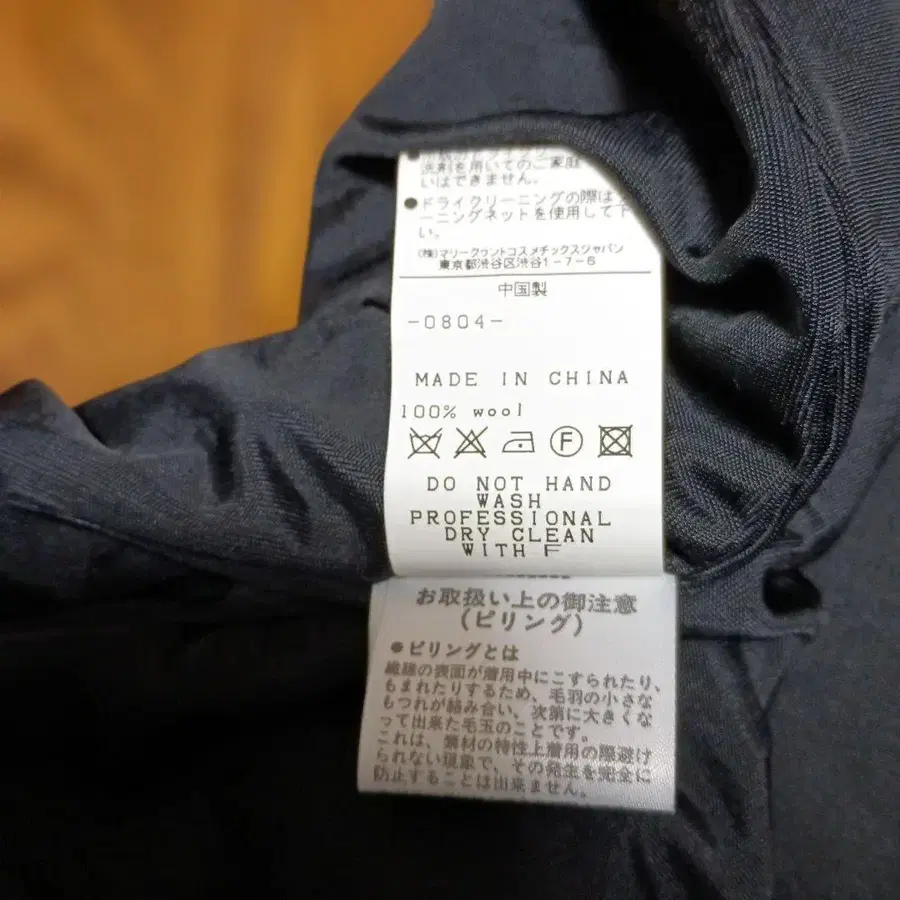 洗剤を用いてのご家庭
いはできません。
●ドライクリーニングの際は
ーニングネットを使用して下
い。
(株)マリークヮントコスメチックスジャパン
東京都渋谷区渋谷1-7-6
中国製
-0804-
MADE IN CHINA
100% wool
F
DO NOT HAND
WASH
PROFESSIONAL
DRY CLEAN
WITH F
お取扱い上の御注意
(ピリング)
●ピリングとは
繊維の表面が着用中にこすられたり、
もまれたりするため、毛羽の小さな
もつれが絡み合い、次第に大きくな
って出来た毛玉のことです。
これは、素材の特性上着用の際避け
られない現象で、その発生を完全に
防止することは出来ません。